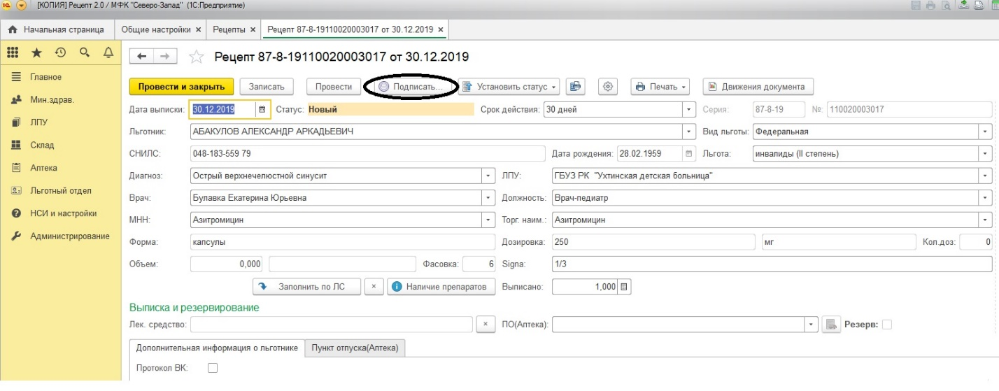 [КОПИЯ] Рецепт 2.0 / МФК "Северо-Запад" (1С:Предприятие)
Начальная страница Общие настройки × Рецепты × Рецепт 87-8-19110020003017 от 30.12.2019 ×
Рецепт 87-8-19110020003017 от 30.12.2019
Главное
Мин.здрав.
ЛПУ
Склад
Аптека
Льготный отдел
НСИ и настройки
Администрирование
Провести и закрыть Записать Провести Подписать... Установить статус Печать Движения документа
Дата выписки: 30.12.2019 Статус: Новый Срок действия: 30 дней Серия: 87-8-19 №: 110020003017
Льготник: АБАКУЛОВ АЛЕКСАНДР АРКАДЬЕВИЧ Вид льготы: Федеральная
СНИЛС: 048-183-559 79 Дата рождения: 28.02.1959 Льгота: инвалиды (II степень)
Диагноз: Острый верхнечелюстной синусит ЛПУ: ГБУЗ РК "Ухтинская детская больница"
Врач: Булавка Екатерина Юрьевна Должность: Врач-педиатр
МНН: Азитромицин Торг. наим.: Азитромицин
Форма: капсулы Дозировка: 250 мг Кол.доз: 0
Объем: 0,000 Фасовка: 6 Signa: 1/3
Заполнить по ЛС × Наличие препаратов Выписано: 1,000
Выписка и резервирование
Лек. средство: × ПО(Аптека): Резерв:
Дополнительная информация о льготнике Пункт отпуска(Аптека)
Протокол ВК: